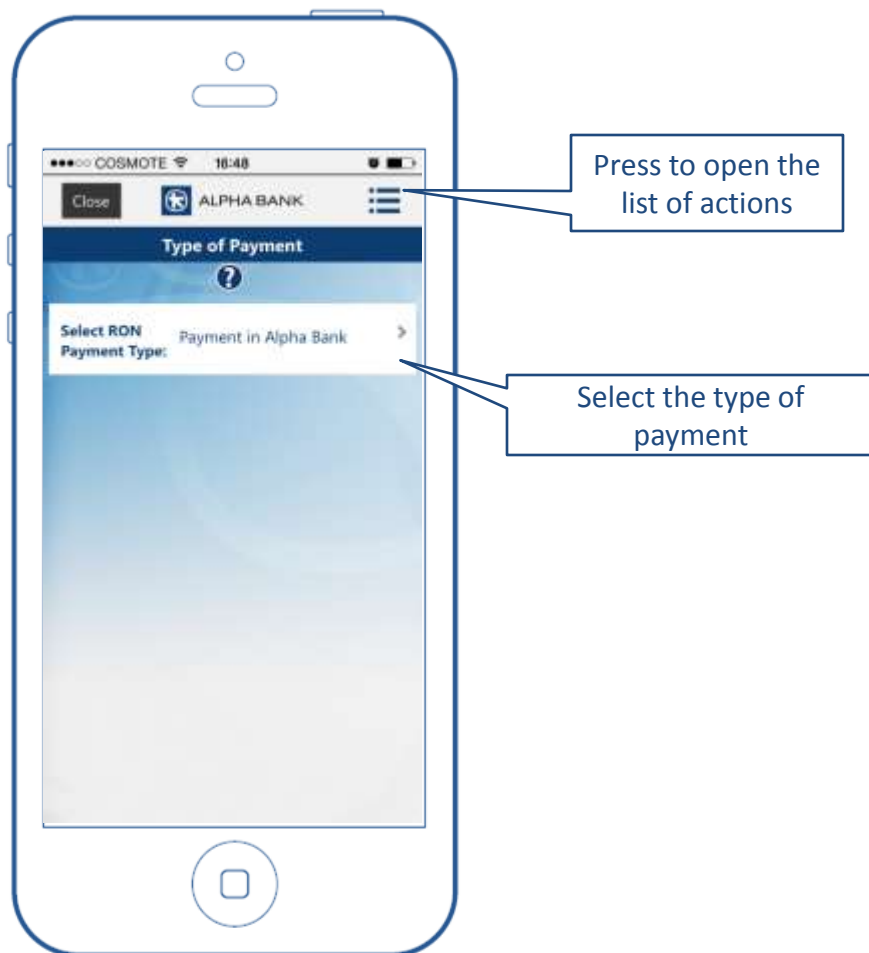 COSMOTE 16:48
Close ALPHA BANK
Press to open the
list of actions
Type of Payment
?
Select RON
Payment Type:
Payment in Alpha Bank
Select the type of
payment